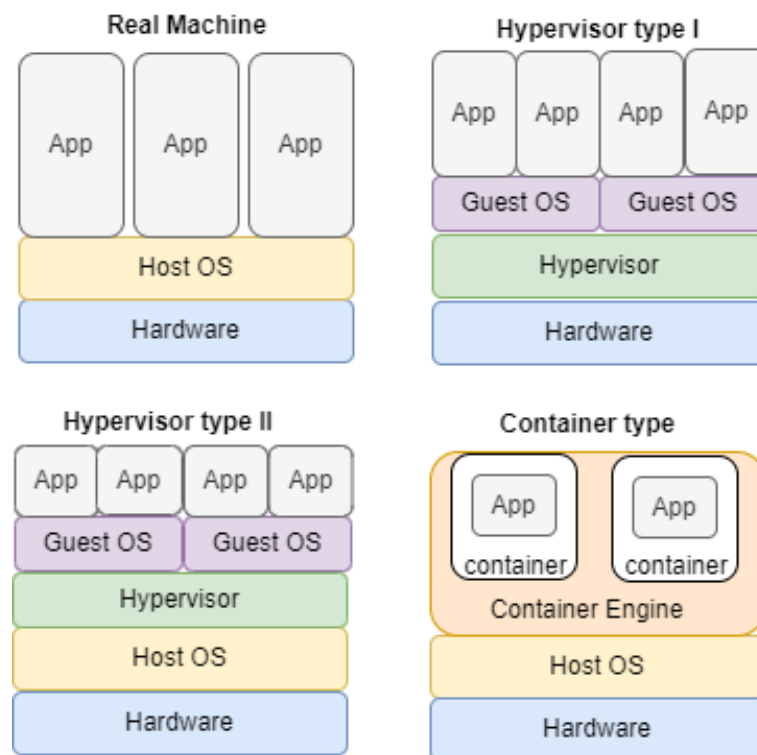 Real Machine
App App App
Host OS
Hardware
Hypervisor type I
App App App App
Guest OS Guest OS
Hypervisor
Hardware
Hypervisor type II
App App App App
Guest OS Guest OS
Hypervisor
Host OS
Hardware
Container type
App App
container container
Container Engine
Host OS
Hardware